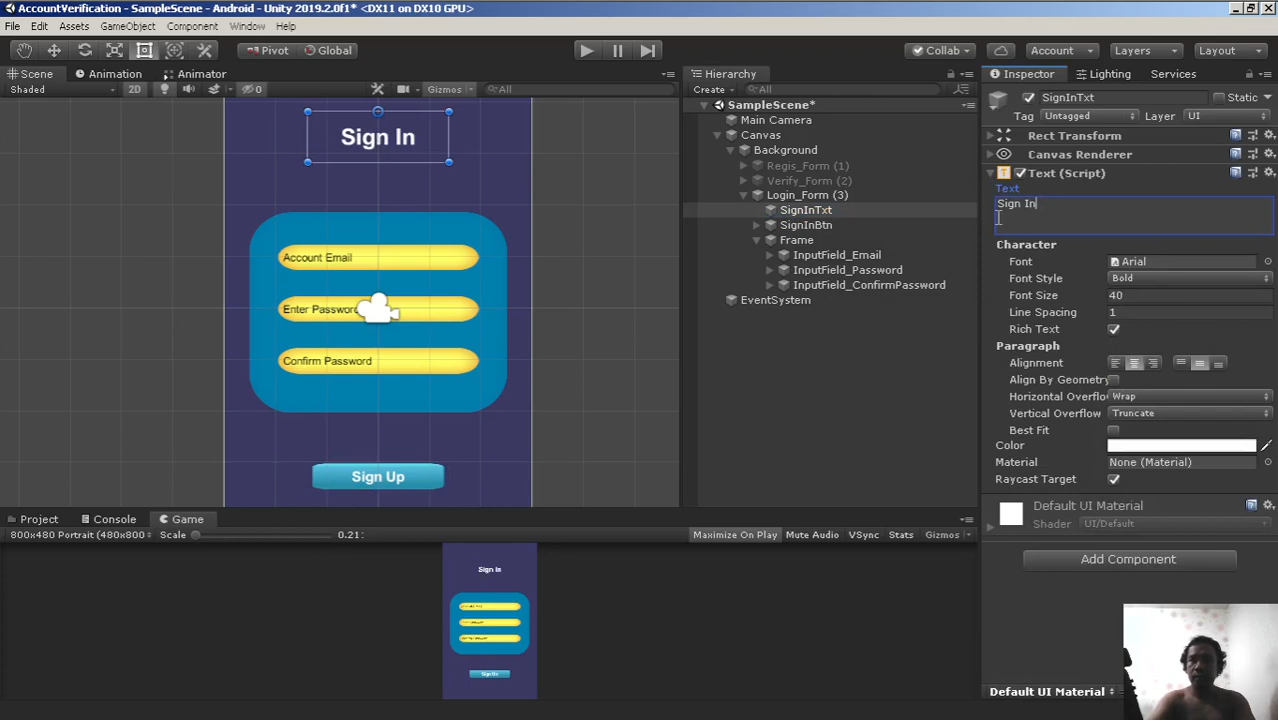 AccountVerification - SampleScene - Android - Unity 2019.2.0f1* <DX11 on DX10 GPU>
File Edit Assets GameObject Component Window Help
Pivot Global Collab Account Layers Layout
Scene Animation Animator
Shaded 2D 0 Gizmos All
Sign In
Account Email
Enter Password
Confirm Password
Sign Up
Hierarchy
Create All
SampleScene*
Main Camera
Canvas
Background
Regis_Form (1)
Verify_Form (2)
Login_Form (3)
SignInTxt
SignInBtn
Frame
InputField_Email
InputField_Password
InputField_ConfirmPassword
EventSystem
Inspector Lighting Services
SignInTxt Static
Tag Untagged Layer UI
Rect Transform
Canvas Renderer
Text (Script)
Text
Sign In
Character
Font Arial
Font Style Bold
Font Size 40
Line Spacing 1
Rich Text
Paragraph
Alignment
Align By Geometry
Horizontal Overflo Wrap
Vertical Overflow Truncate
Best Fit
Color
Material None (Material)
Raycast Target
Default UI Material
Shader UI/Default
Add Component
Default UI Material
Project Console Game
800x480 Portrait (480x800 Scale 0.21: Maximize On Play Mute Audio VSync Stats Gizmos
Sign In